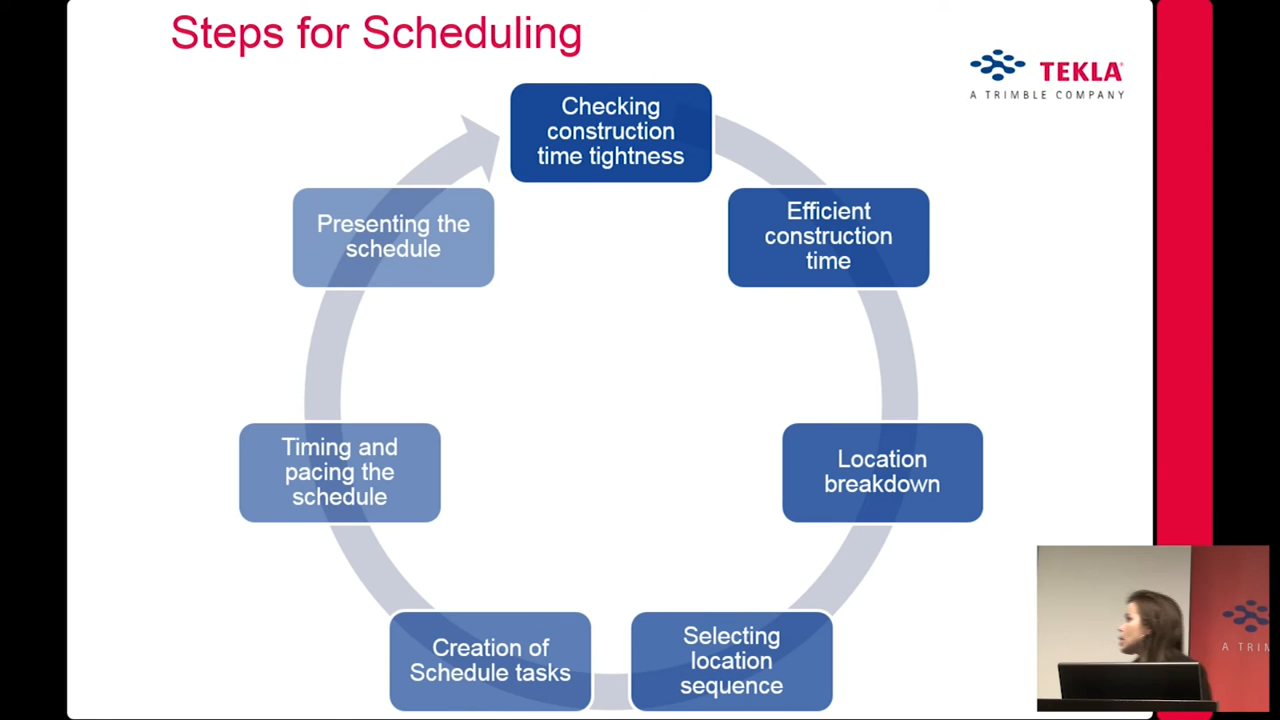 Steps for Scheduling
TEKLA
A TRIMBLE COMPANY
Checking
construction
time tightness
Efficient
construction
time
Location
breakdown
Selecting
location
sequence
Creation of
Schedule tasks
Timing and
pacing the
schedule
Presenting the
schedule
A TRIM